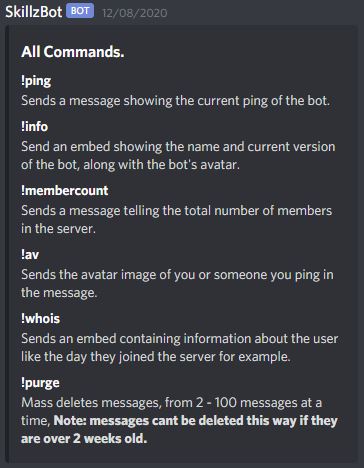 SkillzBot BOT 12/08/2020
All Commands.
!ping
Sends a message showing the current ping of the bot.
!info
Send an embed showing the name and current version
of the bot, along with the bot's avatar.
!membercount
Sends a message telling the total number of members
in the server.
!av
Sends the avatar image of you or someone you ping in
the message.
!whois
Sends an embed containing information about the user
like the day they joined the server for example.
!purge
Mass deletes messages, from 2 - 100 messages at a
time, Note: messages cant be deleted this way if they
are over 2 weeks old.